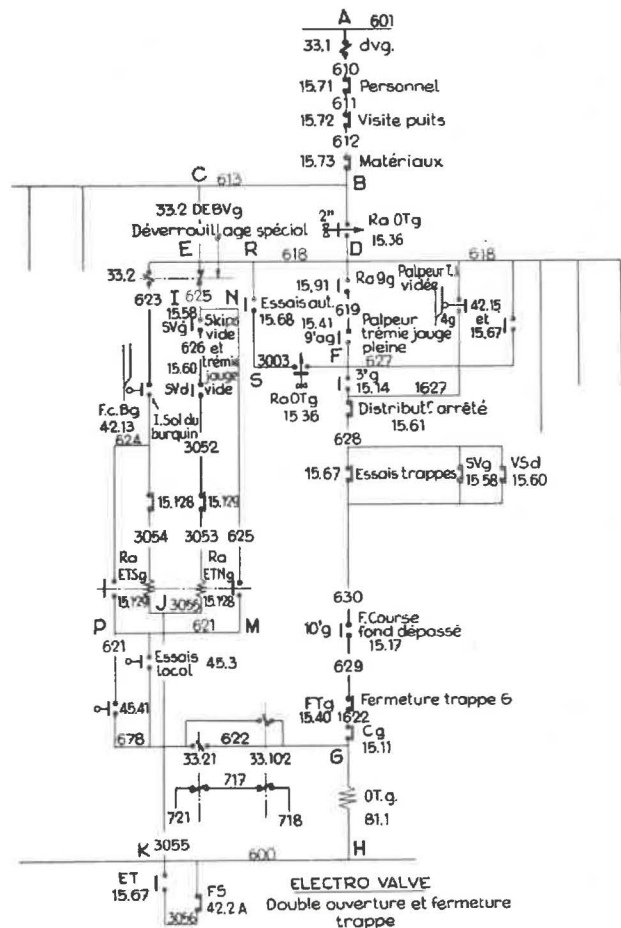 A 601
33.1 dvg.
610
15.71 Personnel
611
15.72 Visite puits
612
15.73 Matériaux
C 613 B
33.2 DEBVg
Déverrouillage spécial
2" Ra OTg
15.36
E R 618 D 618
33.2
623 I 625 N
15.58
SVg
Skips vide et trémie jauge vide
626
15.60
SVd
Essais aut.
15.68
15.91 Ra9g
619
15.41
9'ag
Palpeur trémie jauge pleine
Palpeur T. vidée
4g
42.15 et 15.67
S 3003 F 627
RaOTg
15.36
3'g
15.14 1627
Distribut. arrêté
15.61
F.c.Bg
42.13
I.Sol du burquin
624
3052
628
15.67 Essais trappes
SVg
15.58
VSd
15.60
15.128 15.129
3054 3053 625
Ra
ETSg
15.129
Ra
ETNg
15.128
J 3055
P 621 M
630
10'g
F.Course fond dépassé
15.17
621
Essais local
45.3
629
45.41
FTg
15.40
Fermeture trappe G
1622
Cg
15.11
678 622 G
33.21 33.102
717
721 718
OT.g.
81.1
K 3055 600 H
ET
15.67
FS
42.2 A
3056
ELECTRO VALVE
Double ouverture et fermeture
trappe